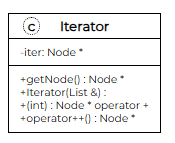 C Iterator
-iter: Node *
+getNode() : Node *
+Iterator(List &) :
+(int) : Node * operator +
+operator++() : Node *